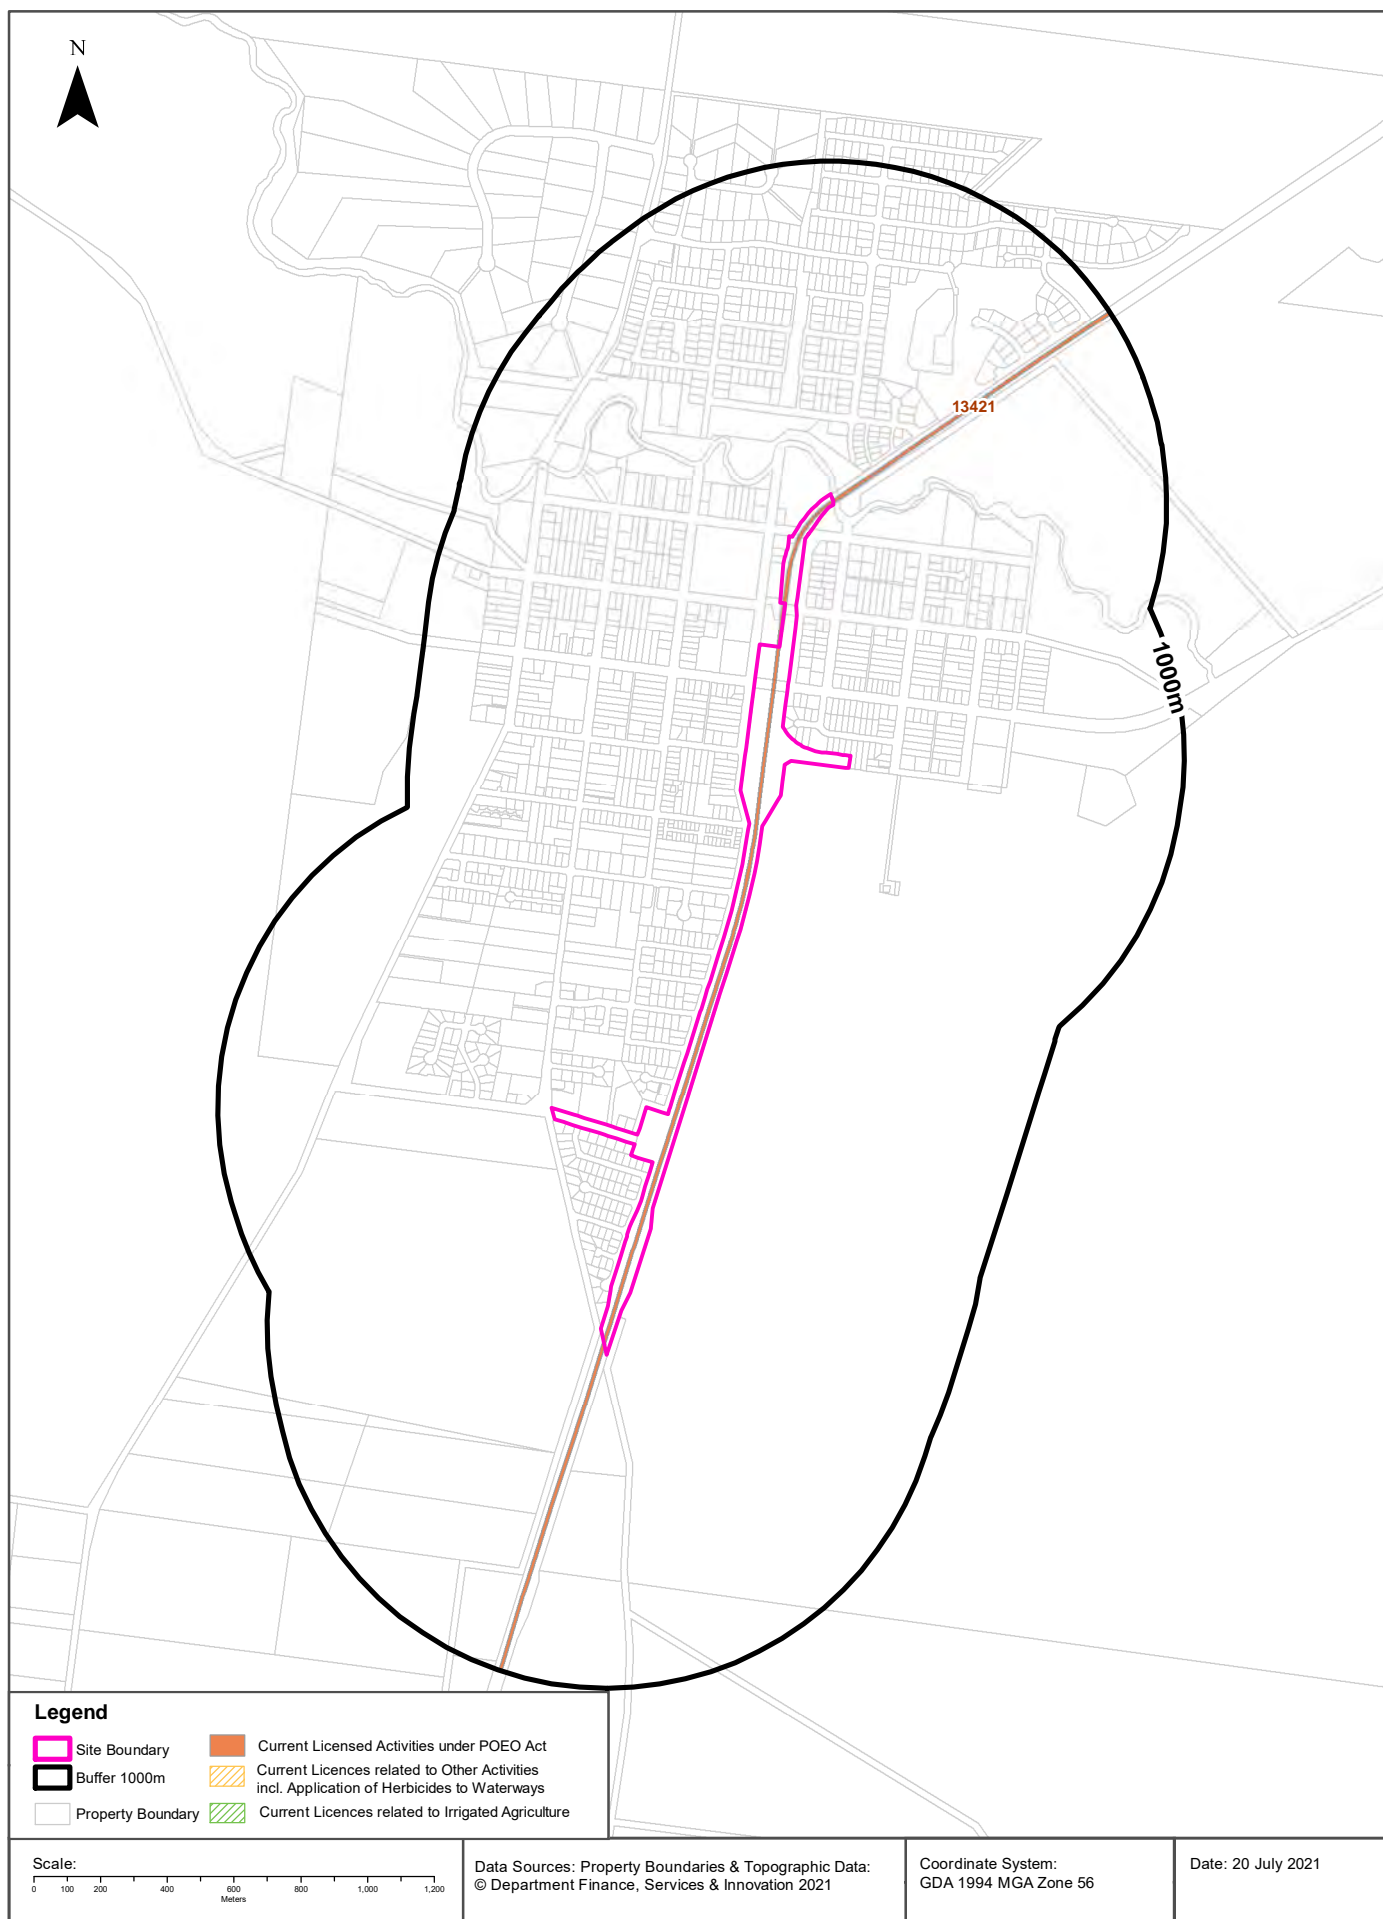 N
13421
1000m
Legend
Site Boundary
Buffer 1000m
Property Boundary
Current Licensed Activities under POEO Act
Current Licences related to Other Activities
incl. Application of Herbicides to Waterways
Current Licences related to Irrigated Agriculture
Scale:
0 100 200 400 600 800 1,000 1,200
Meters
Data Sources: Property Boundaries & Topographic Data:
© Department Finance, Services & Innovation 2021
Coordinate System:
GDA 1994 MGA Zone 56
Date: 20 July 2021